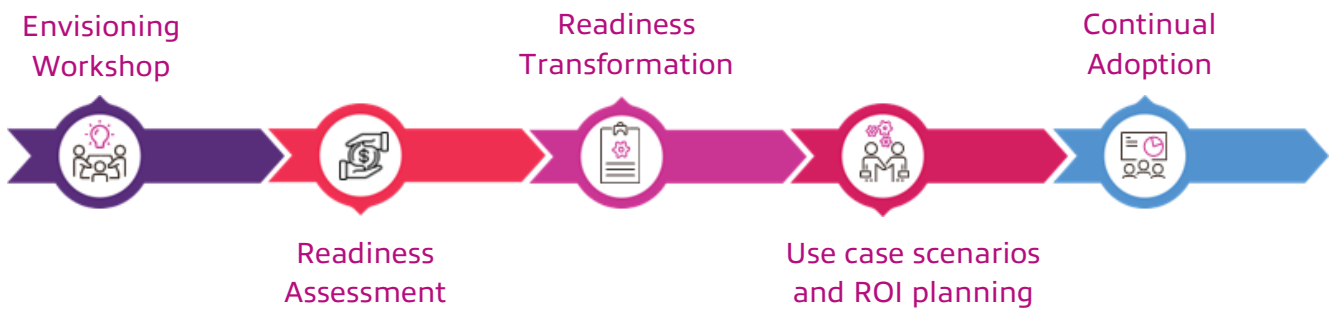 Envisioning
Workshop
Readiness
Assessment
Readiness
Transformation
Use case scenarios
and ROI planning
Continual
Adoption